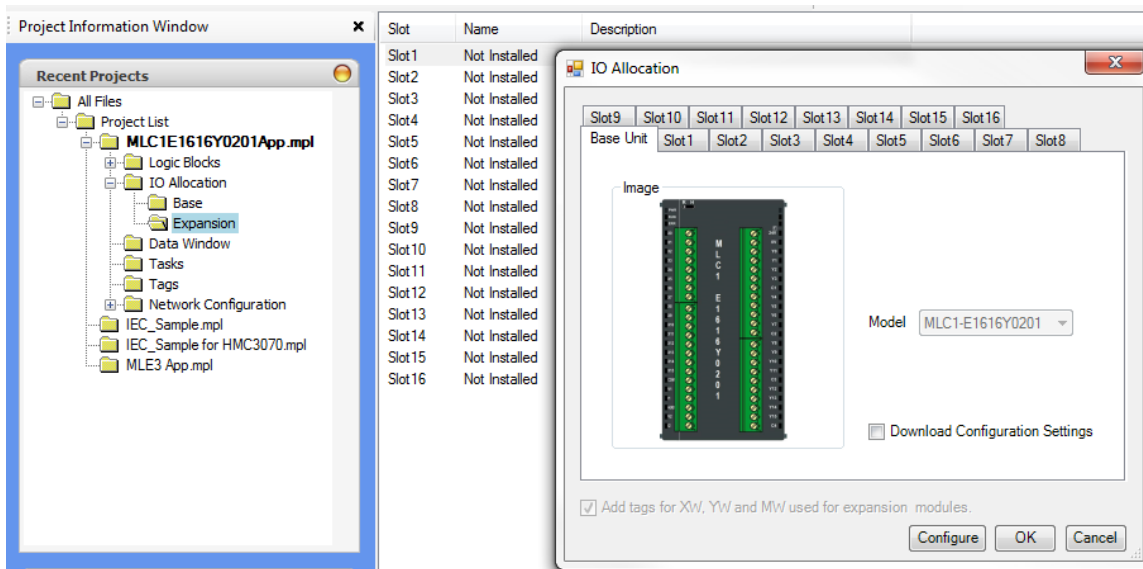 Project Information Window
Recent Projects
All Files
Project List
MLC1E1616Y0201App.mpl
Logic Blocks
IO Allocation
Base
Expansion
Data Window
Tasks
Tags
Network Configuration
IEC_Sample.mpl
IEC_Sample for HMC3070.mpl
MLE3 App.mpl
Slot Name Description
Slot1 Not Installed
Slot2 Not Installed
Slot3 Not Installed
Slot4 Not Installed
Slot5 Not Installed
Slot6 Not Installed
Slot7 Not Installed
Slot8 Not Installed
Slot9 Not Installed
Slot10 Not Installed
Slot11 Not Installed
Slot12 Not Installed
Slot13 Not Installed
Slot14 Not Installed
Slot15 Not Installed
Slot16 Not Installed
IO Allocation
Slot9 Slot10 Slot11 Slot12 Slot13 Slot14 Slot15 Slot16
Base Unit Slot1 Slot2 Slot3 Slot4 Slot5 Slot6 Slot7 Slot8
Image
MLC1 E1616Y0201
Model MLC1-E1616Y0201
Download Configuration Settings
Add tags for XW, YW and MW used for expansion modules.
Configure OK Cancel